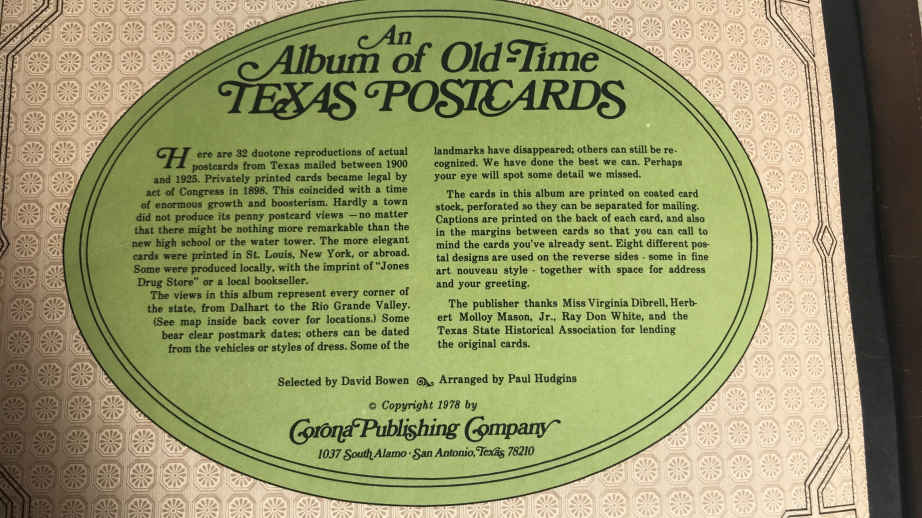 An
Album of Old-Time
TEXAS POSTCARDS
Here are 32 duotone reproductions of actual
postcards from Texas mailed between 1900
and 1925. Privately printed cards became legal by
act of Congress in 1898. This coincided with a time
of enormous growth and boosterism. Hardly a town
did not produce its penny postcard views — no matter
that there might be nothing more remarkable than the
new high school or the water tower. The more elegant
cards were printed in St. Louis, New York, or abroad.
Some were produced locally, with the imprint of "Jones
Drug Store" or a local bookseller.
The views in this album represent every corner of
the state, from Dalhart to the Rio Grande Valley.
(See map inside back cover for locations.) Some
bear clear postmark dates; others can be dated
from the vehicles or styles of dress. Some of the
landmarks have disappeared; others can still be re-
cognized. We have done the best we can. Perhaps
your eye will spot some detail we missed.
The cards in this album are printed on coated card
stock, perforated so they can be separated for mailing.
Captions are printed on the back of each card, and also
in the margins between cards so that you can call to
mind the cards you've already sent. Eight different pos-
tal designs are used on the reverse sides - some in fine
art nouveau style - together with space for address
and your greeting.
The publisher thanks Miss Virginia Dibrell, Herb-
ert Molloy Mason, Jr., Ray Don White, and the
Texas State Historical Association for lending
the original cards.
Selected by David Bowen Arranged by Paul Hudgins
© Copyright 1978 by
Corona Publishing Company
1037 South Alamo · San Antonio, Texas 78210